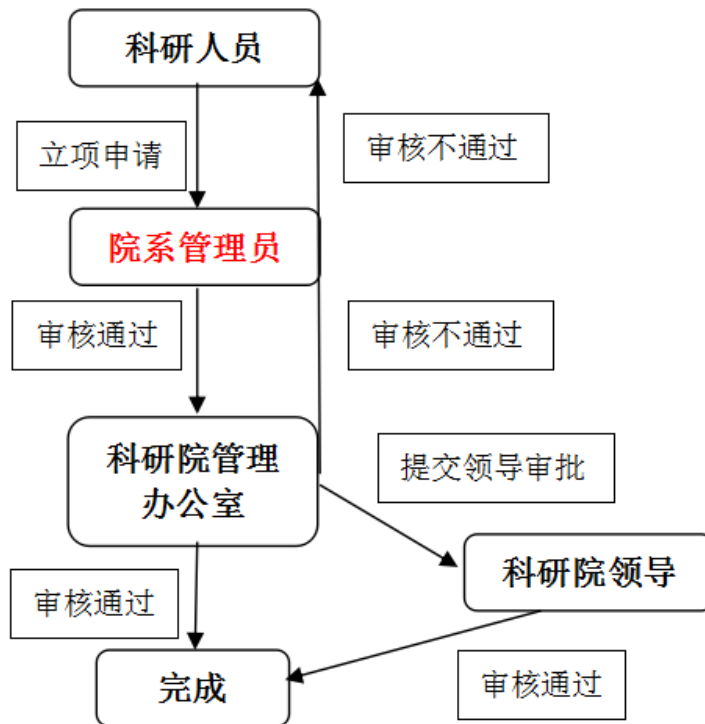 科研人员
立项申请
审核不通过
院系管理员
审核通过
审核不通过
科研院管理
办公室
提交领导审批
科研院领导
审核通过
完成
审核通过